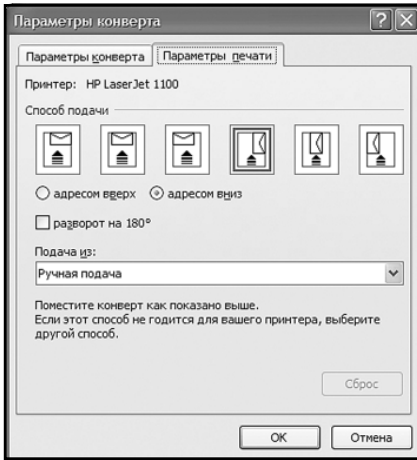 Параметры конверта
Параметры конверта Параметры печати
Принтер: HP LaserJet 1100
Способ подачи
адресом вверх адресом вниз
разворот на 180°
Подача из:
Ручная подача
Поместите конверт как показано выше.
Если этот способ не годится для вашего принтера, выберите
другой способ.
Сброс
ОК Отмена